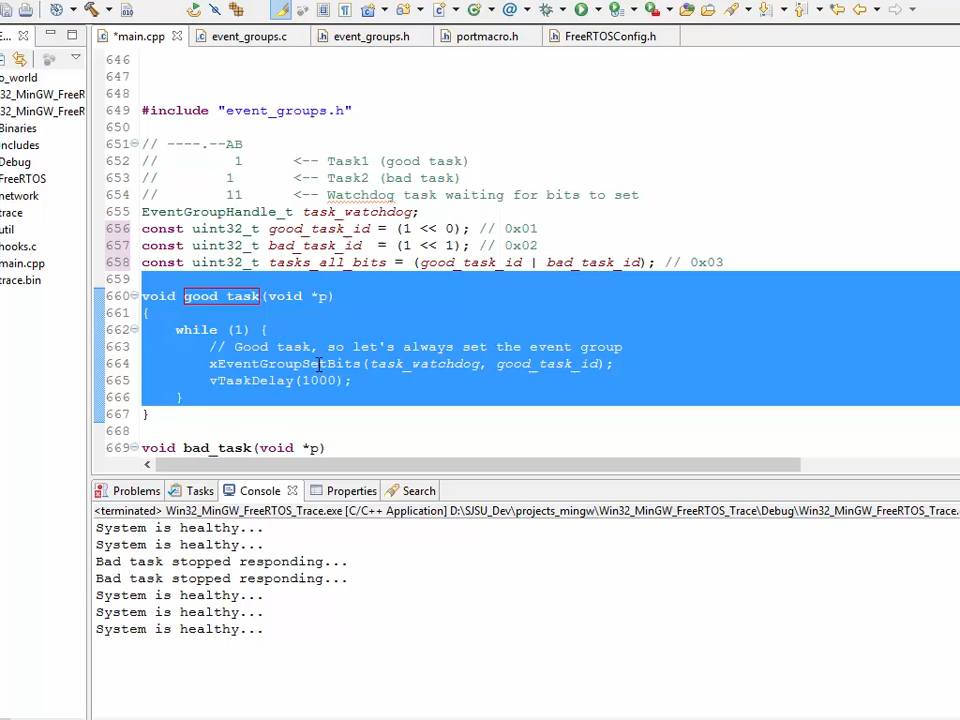 *main.cpp event_groups.c event_groups.h portmacro.h FreeRTOSConfig.h
o_world
32_MinGW_FreeR
32_MinGW_FreeR
Binaries
ncludes
Debug
FreeRTOS
network
trace
util
hooks.c
main.cpp
trace.bin
646
647
648
649 #include "event_groups.h"
650
651 // ----.--AB
652 // 1 <-- Task1 (good task)
653 // 1 <-- Task2 (bad task)
654 // 11 <-- Watchdog task waiting for bits to set
655 EventGroupHandle_t task_watchdog;
656 const uint32_t good_task_id = (1 << 0); // 0x01
657 const uint32_t bad_task_id = (1 << 1); // 0x02
658 const uint32_t tasks_all_bits = (good_task_id | bad_task_id); // 0x03
659
660 void good_task(void *p)
661 {
662 while (1) {
663 // Good task, so let's always set the event group
664 xEventGroupSetBits(task_watchdog, good_task_id);
665 vTaskDelay(1000);
666 }
667 }
668
669 void bad_task(void *p)
Problems Tasks Console Properties Search
<terminated> Win32_MinGW_FreeRTOS_Trace.exe [C/C++ Application] D:\SJSU_Dev\projects_mingw\Win32_MinGW_FreeRTOS_Trace\Debug\Win32_MinGW_FreeRTOS_Trace.e
System is healthy...
System is healthy...
Bad task stopped responding...
Bad task stopped responding...
System is healthy...
System is healthy...
System is healthy...